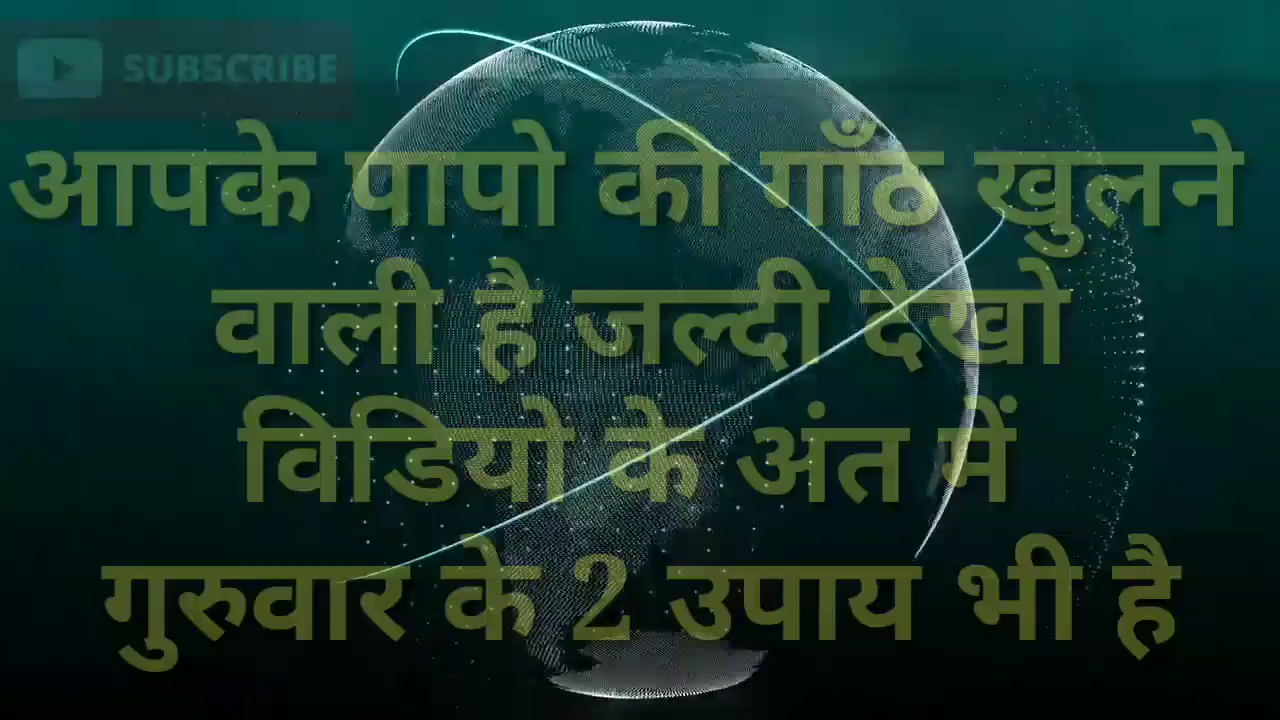 SUBSCRIBE
आपके पापो की गाँठ खुलने
वाली है जल्दी देखो
विडियो के अंत में
गुरुवार के 2 उपाय भी है